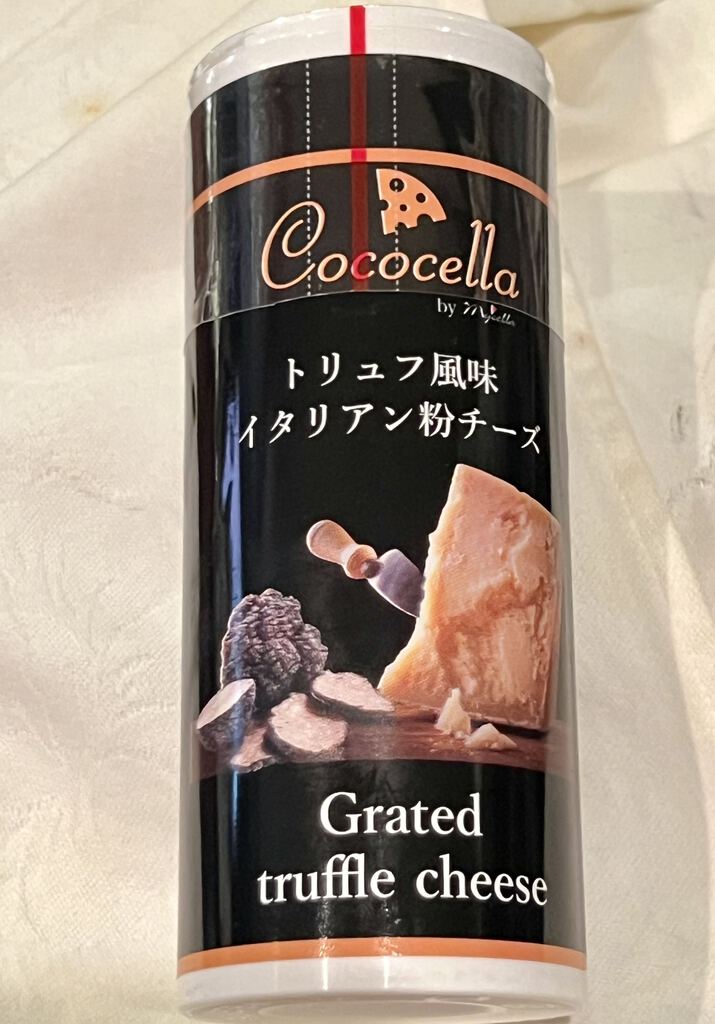 Cococella
by Mycella
トリュフ風味
イタリアン粉チーズ
Grated
truffle cheese